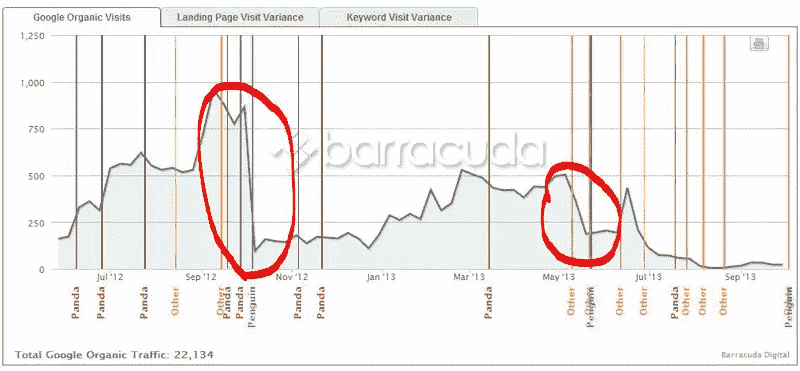 Google Organic Visits
Landing Page Visit Variance
Keyword Visit Variance
1,250
1,000
750
500
250
0
barracuda
Jul '12
Sep '12
Nov '12
Jan '13
Mar '13
May '13
Jul '13
Sep '13
Panda
Panda
Panda
Other
Other
Panda
Panda
Penguin
Panda
Panda
Panda
Other
Other
Penguin
Other
Other
Panda
Other
Other
Other
Penguin
Total Google Organic Traffic: 22,134
Barracuda Digital